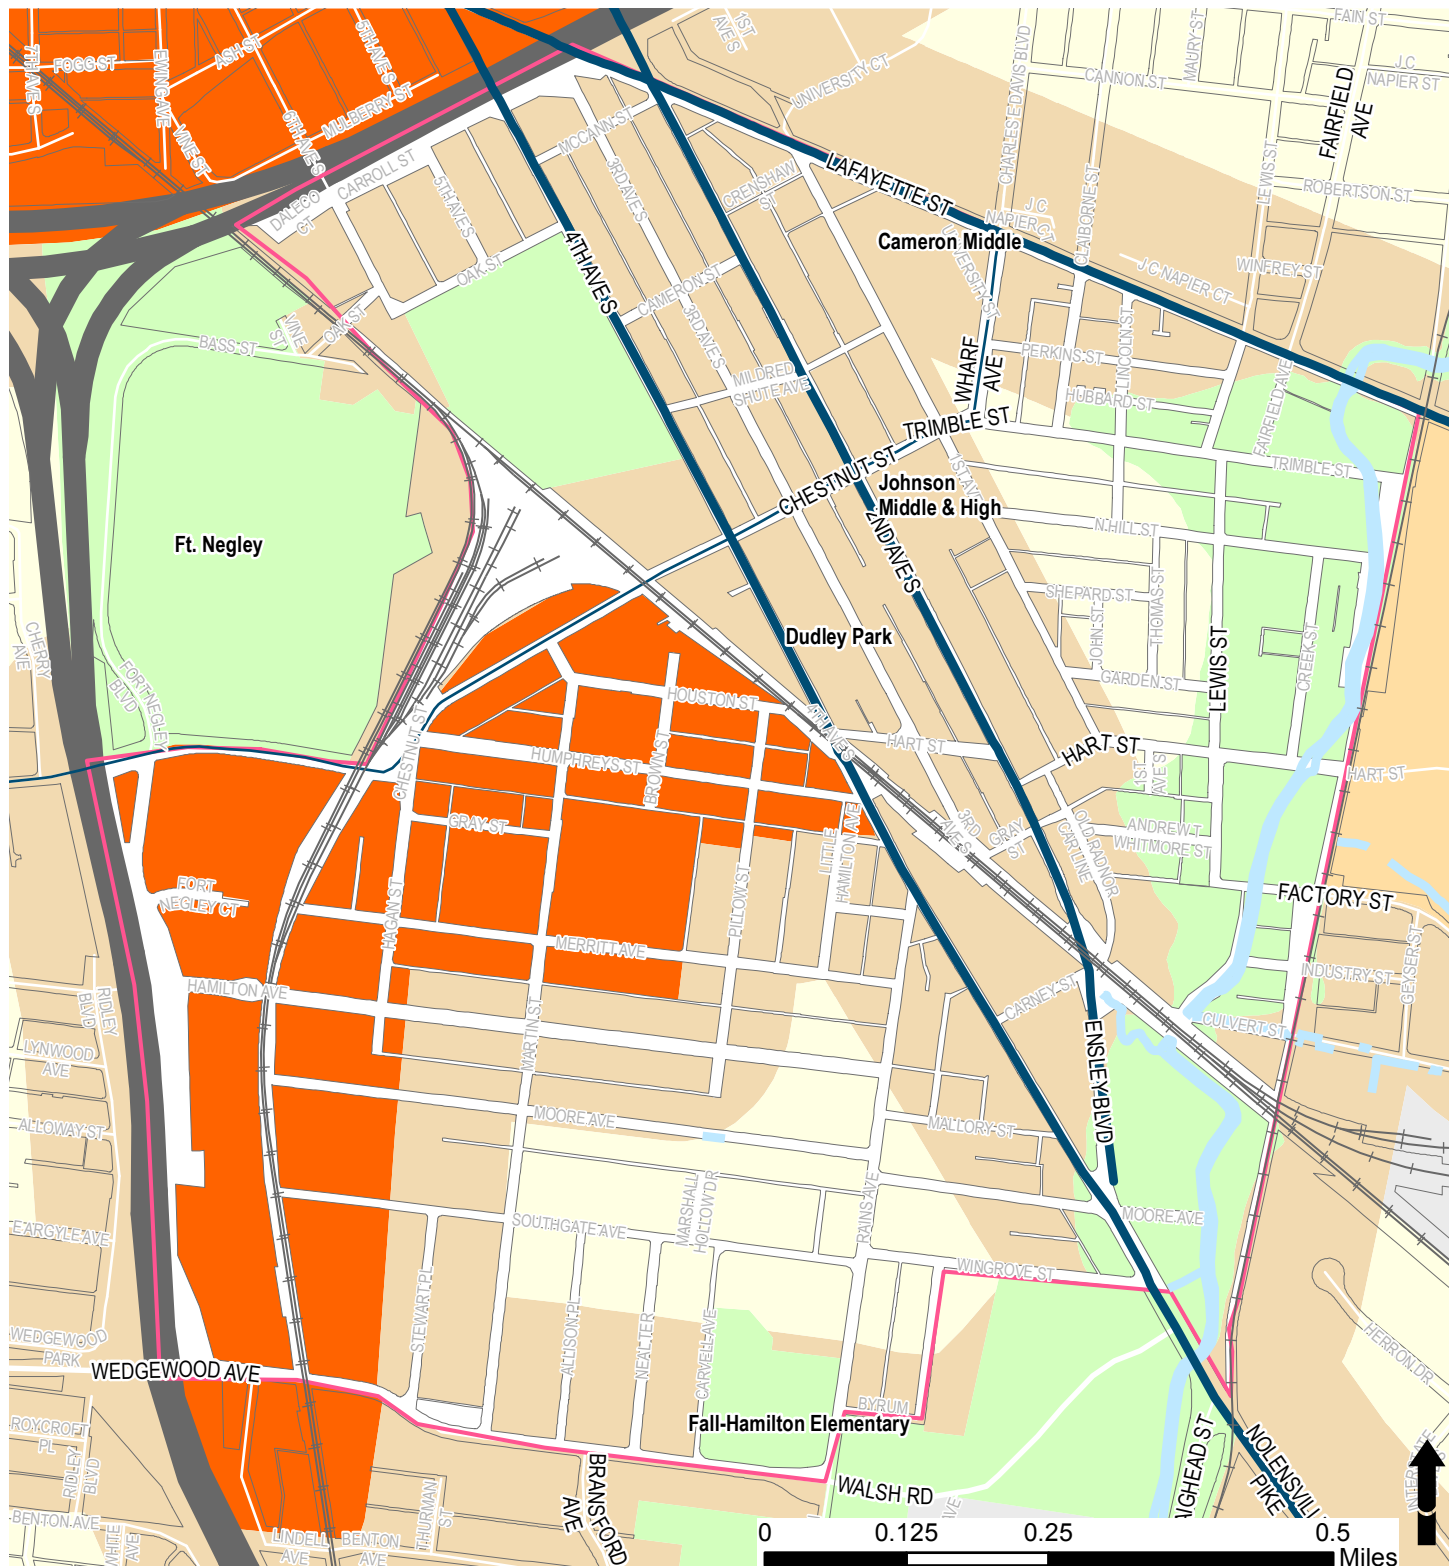 7TH AVE S
FOGG ST
EWING AVE
ASH ST
5TH AVE S
6TH AVE S
MULBERRY ST
VINE ST
1ST
AVE S
UNIVERSITY CT
CHARLES E DAVIS BLVD
MAURY ST
FAIN ST
CANNON ST
J.C
NAPIER ST
FAIRFIELD
AVE
DALECO
CT
CARROLL ST
5TH AVE S
MCCANN ST
3RD AVE S
CRENSHAW
ST
LAFAYETTE ST
J.C
NAPIER CT
CLAIBORNE ST
LEWIS ST
ROBERTSON ST
4TH AVE S
Cameron Middle
UNIVERSITY ST
J.C NAPIER CT
WINFREY ST
OAK ST
CAMERON ST
VINE
ST
OAK ST
BASS ST
3RD AVE S
MILDRED
SHUTE AVE
WHARF
AVE
PERKINS ST
LINCOLN ST
HUBBARD ST
FAIRFIELD AVE
TRIMBLE ST
TRIMBLE ST
CHESTNUT ST
1ST AVE
Johnson
Middle & High
N HILL ST
2ND AVE S
Ft. Negley
SHEPARD ST
THOMAS ST
JOHN ST
Dudley Park
CHERRY
AVE
FORT NEGLEY
BLVD
LEWIS ST
CREEK ST
GARDEN ST
HOUSTON ST
4TH AVE S
HART ST
HART ST
1ST
AVE ST
HART ST
CHESTNUT ST
HUMPHREYS ST
BROWN ST
GRAY ST
LITTLE
HAMILTON AVE
3RD
AVE S
GRAY
ST
OLD RADNOR
CARLINE
ANDREW T
WHITMORE ST
FORT
NEGLEY CT
HAGAN ST
PILLOW ST
MERRITT AVE
FACTORY ST
GEYSER ST
INDUSTRY ST
RIDLEY
BLVD
HAMILTON AVE
CARNEY ST
CULVERT ST
LYNWOOD
AVE
MARTIN ST
ENSLEY BLVD
ALLOWAY ST
MOORE AVE
MALLORY ST
MARSHALL
HOLLOW DR
RAINS AVE
MOORE AVE
E ARGYLE AVE
SOUTHGATE AVE
WINGROVE ST
STEWART PL
ALLISON PL
NEAL TER
CARVELL AVE
WEDGEWOOD
PARK
WEDGEWOOD AVE
HERRON DR
BYRUM
Fall-Hamilton Elementary
ROYCROFT
PL
RIDLEY
BLVD
BRANSFORD
AVE
WALSH RD
AIGHEAD ST
NOLENSVILL
PIKE
BENTON AVE
WHITE
AVE
LINDELL
AVE
BENTON
AVE
THURMAN
ST
AVE
0 0.125 0.25 0.5
Miles